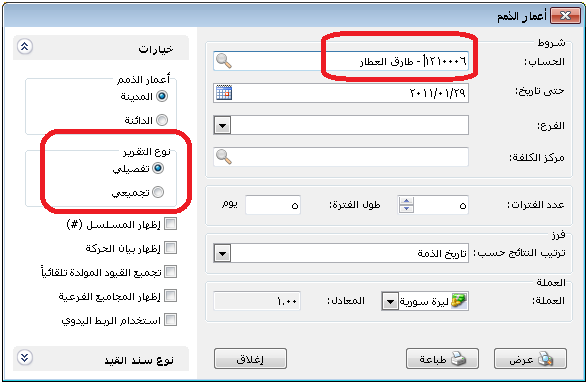 أعمار الذمم
شروط
الحساب: ١٢١٠٠٠٦أ - طارق العطار
حتى تاريخ: ٢٠١١/٠١/٢٩
الفرع:
مركز الكلفة:
عدد الفترات: ٥ طول الفترة: ٥ يوم
فرز
ترتيب النتائج حسب: تاريخ الذمة
العملة
العملة: ليرة سورية المعادل: ١.٠٠
عرض طباعة إغلاق
خيارات
أعمار الذمم
المدينة
الدائنة
نوع التقرير
تفصيلي
تجميعي
إظهار المسلسل (#)
إظهار بيان الحركة
تجميع القيود المولدة تلقائياً
إظهار المجاميع الفرعية
استخدام الربط اليدوي
نوع سند القيد